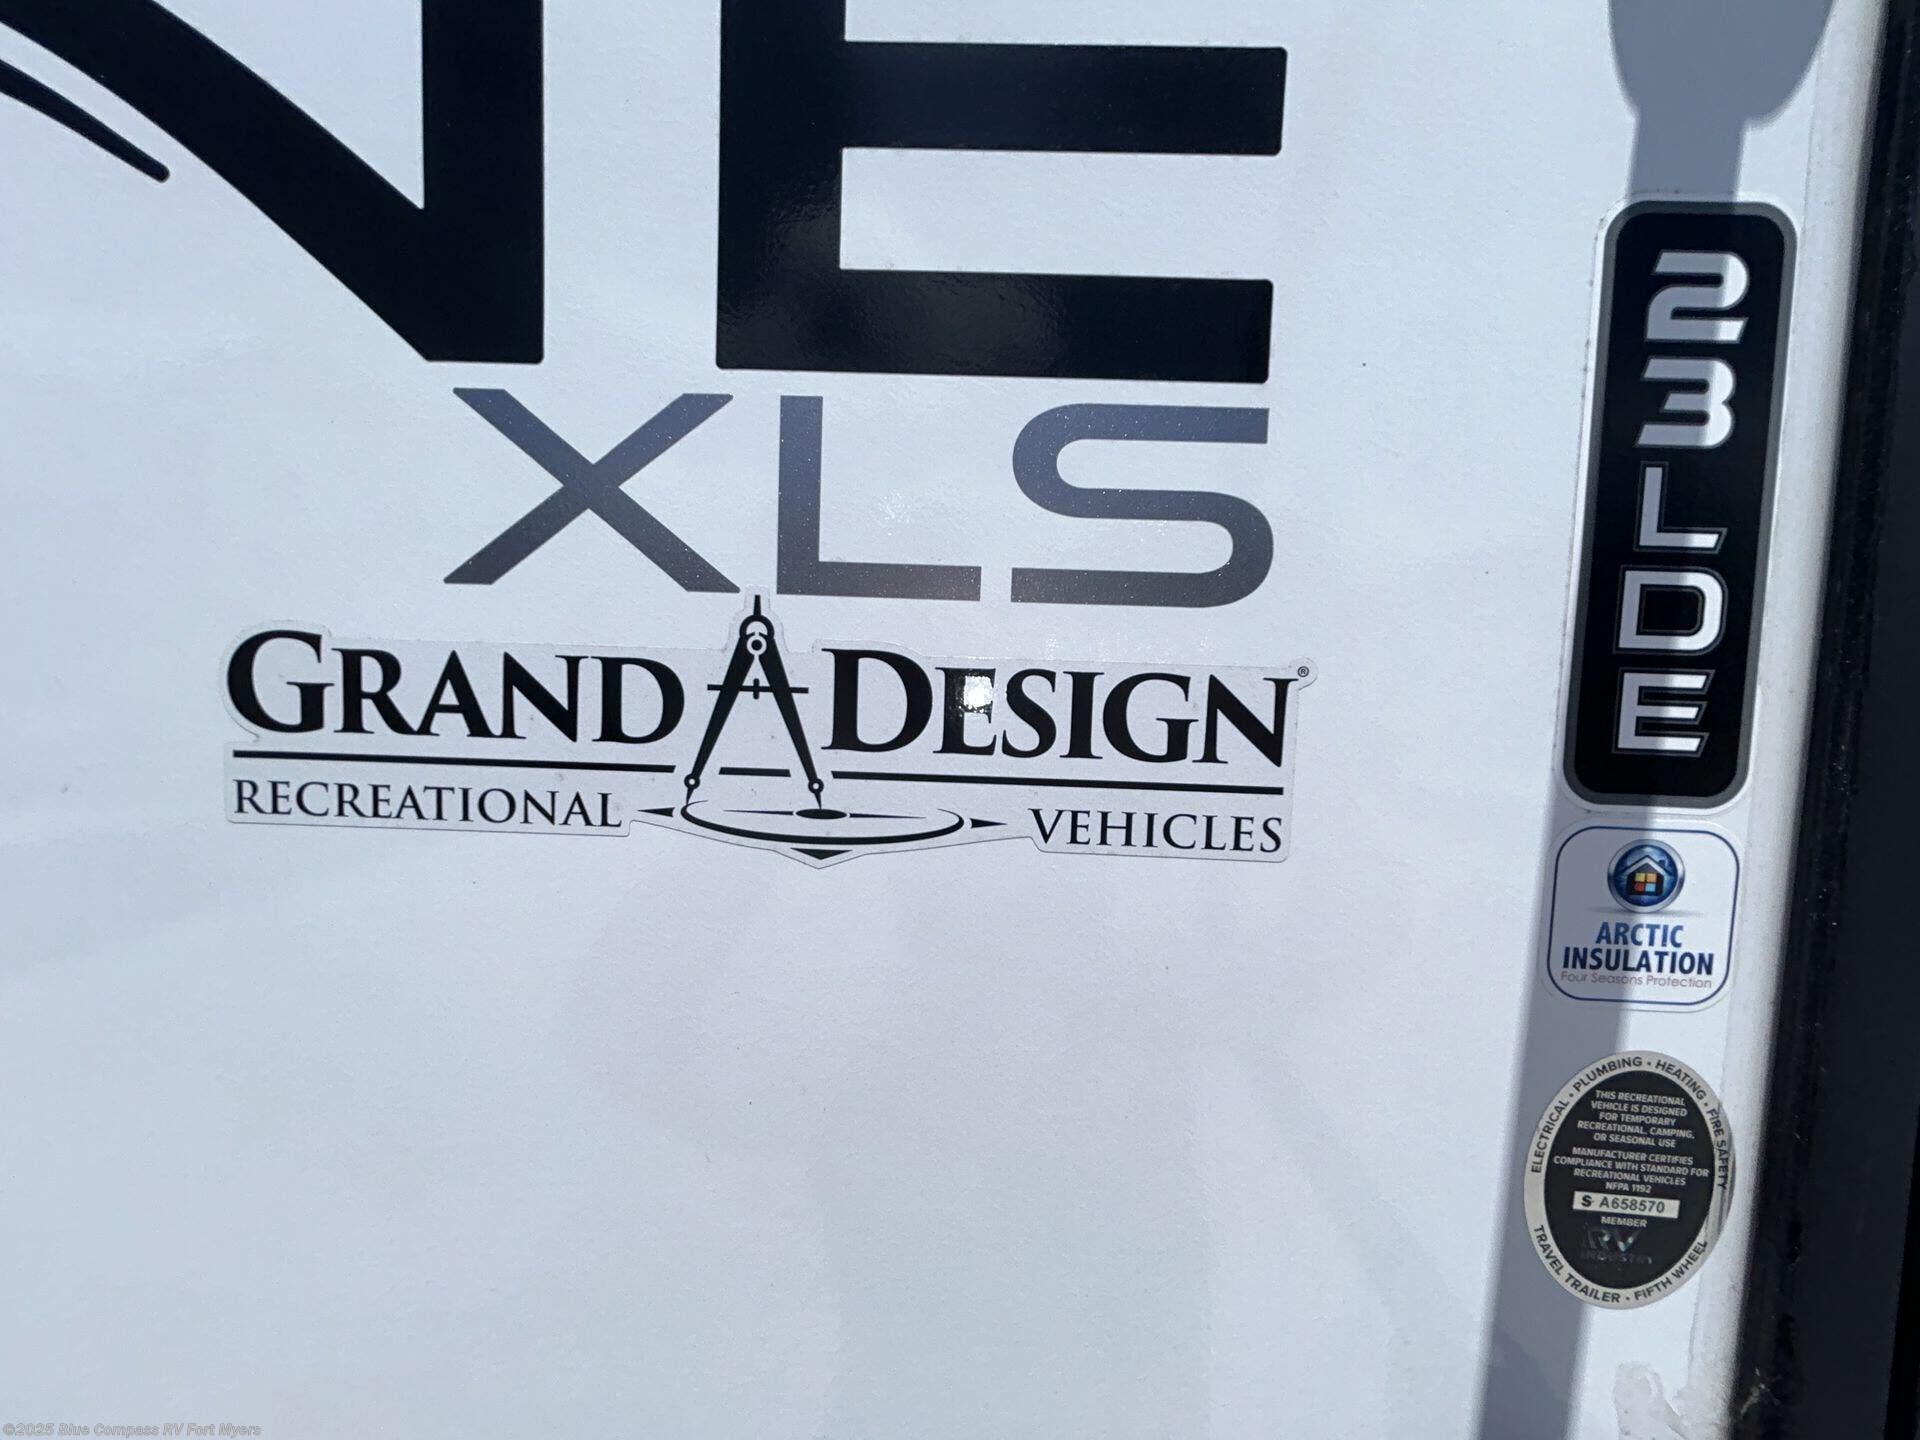 NE
XLS
GRAND DESIGN®
RECREATIONAL VEHICLES
23LDE
ARCTIC
INSULATION
Four Seasons Protection
ELECTRICAL • PLUMBING • HEATING • FIRE SAFETY
THIS RECREATIONAL
VEHICLE IS DESIGNED
FOR TEMPORARY
RECREATIONAL, CAMPING,
OR SEASONAL USE
MANUFACTURER CERTIFIES
COMPLIANCE WITH STANDARD FOR
RECREATIONAL VEHICLES
NFPA 1192
S A658570
MEMBER
RV
TRAVEL TRAILER • FIFTH WHEEL
©2025 Blue Compass RV Fort Myers